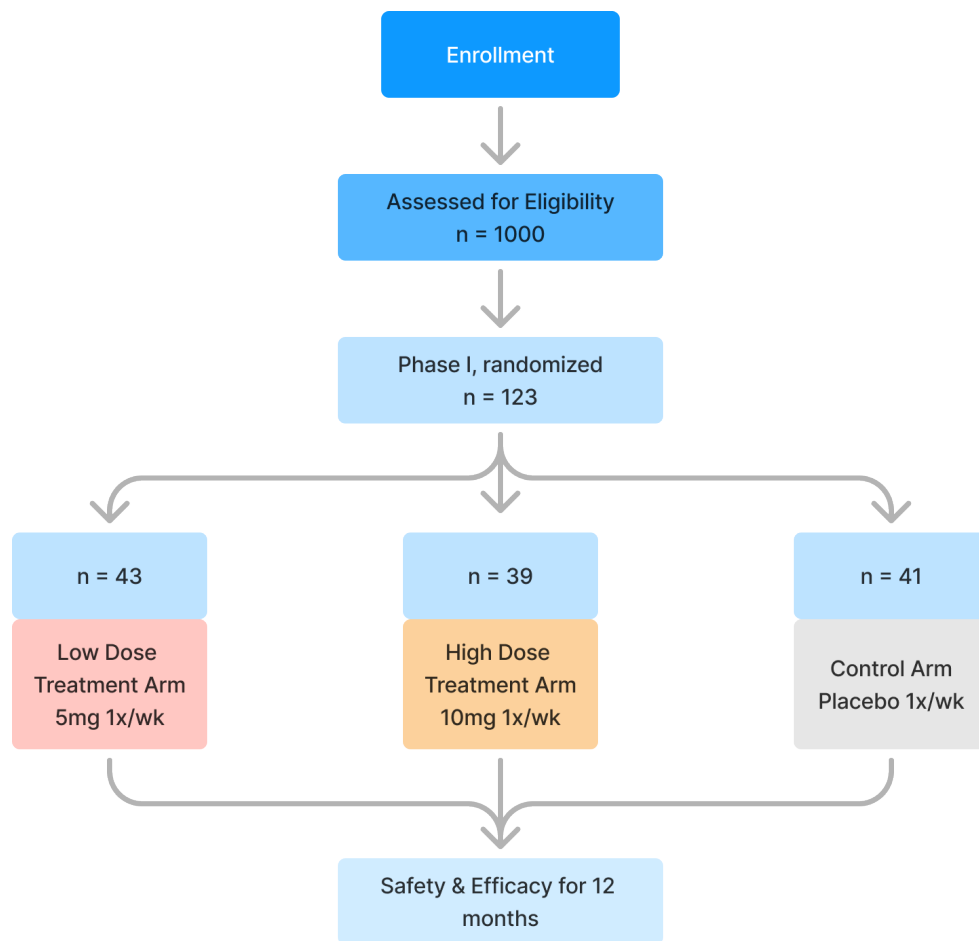 Enrollment
Assessed for Eligibility
n = 1000
Phase I, randomized
n = 123
n = 43
n = 39
n = 41
Low Dose
Treatment Arm
5mg 1x/wk
High Dose
Treatment Arm
10mg 1x/wk
Control Arm
Placebo 1x/wk
Safety & Efficacy for 12
months